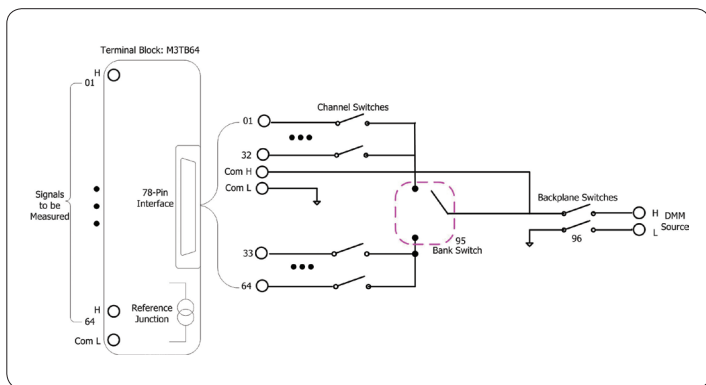 Terminal Block: M3TB64
H
01
Signals
to be
Measured
78-Pin
Interface
H
64
Com L
Reference
Junction
Channel Switches
01
32
Com H
Com L
33
64
95
Bank Switch
Backplane Switches
96
H
L
DMM
Source